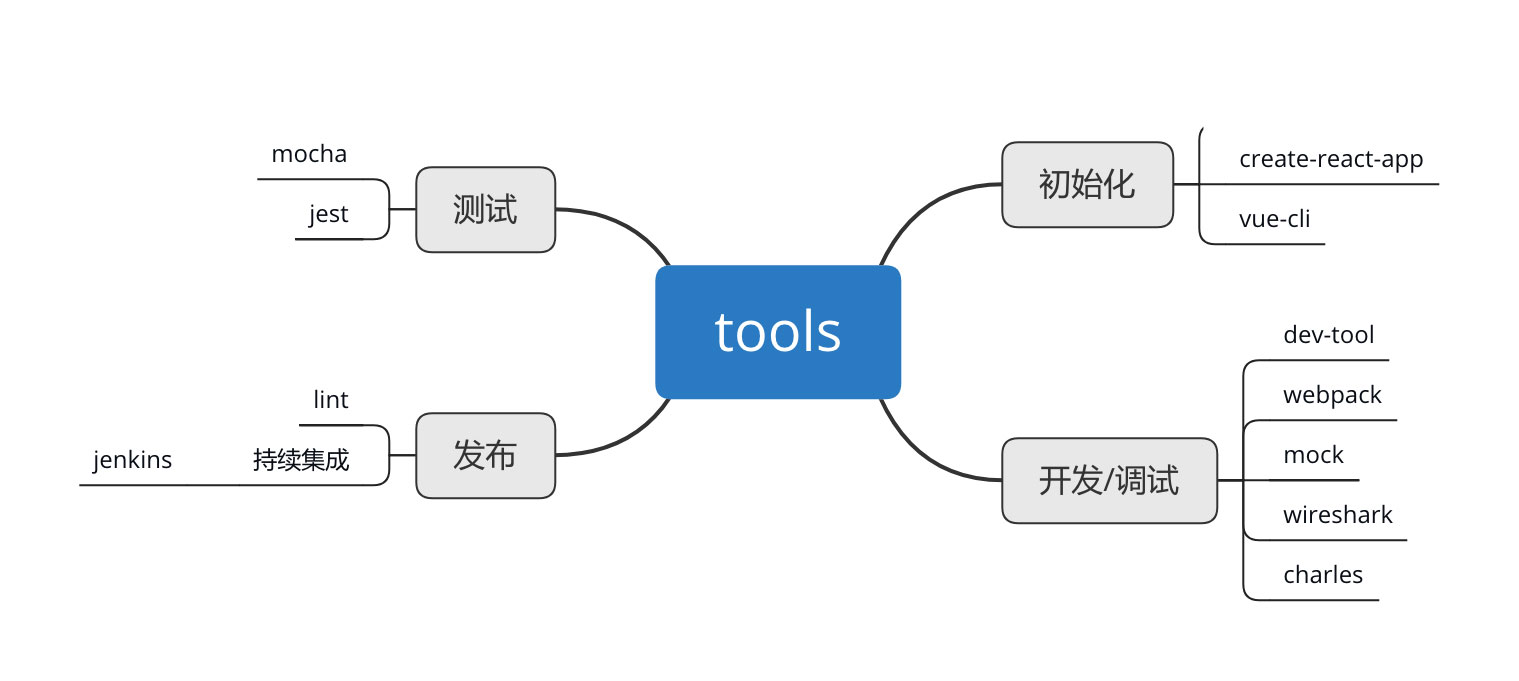 tools
初始化
create-react-app
vue-cli
开发/调试
dev-tool
webpack
mock
wireshark
charles
测试
mocha
jest
发布
lint
持续集成
jenkins